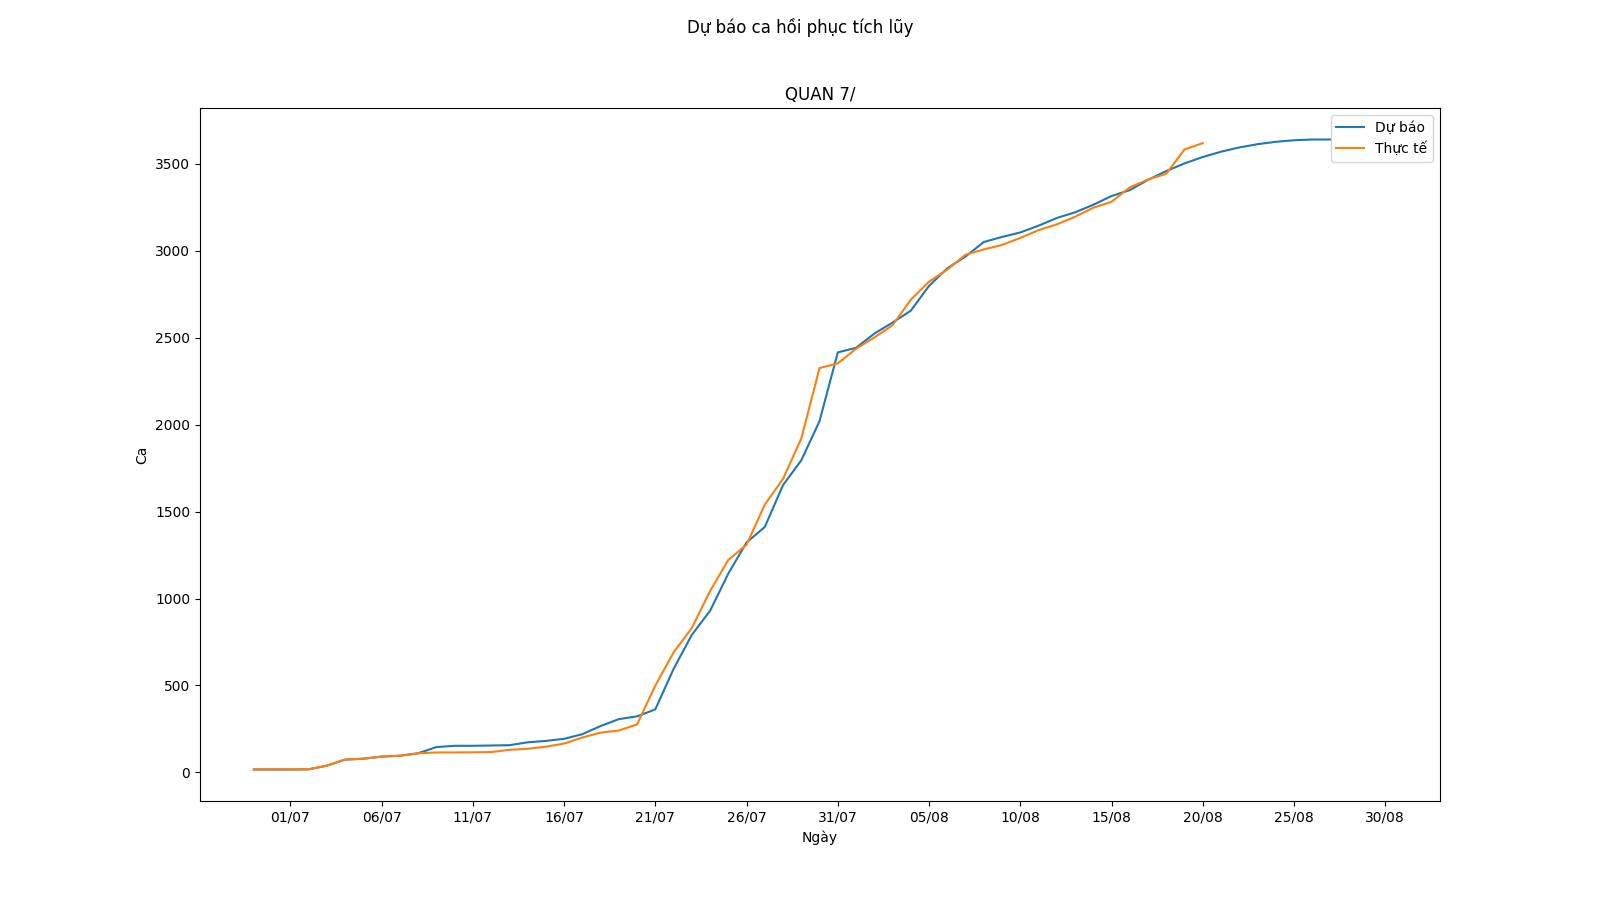 Dự báo ca hồi phục tích lũy
QUAN 7/
Dự báo
Thực tế
3500
3000
2500
2000
1500
1000
500
0
Ca
01/07 06/07 11/07 16/07 21/07 26/07 31/07 05/08 10/08 15/08 20/08 25/08 30/08
Ngày